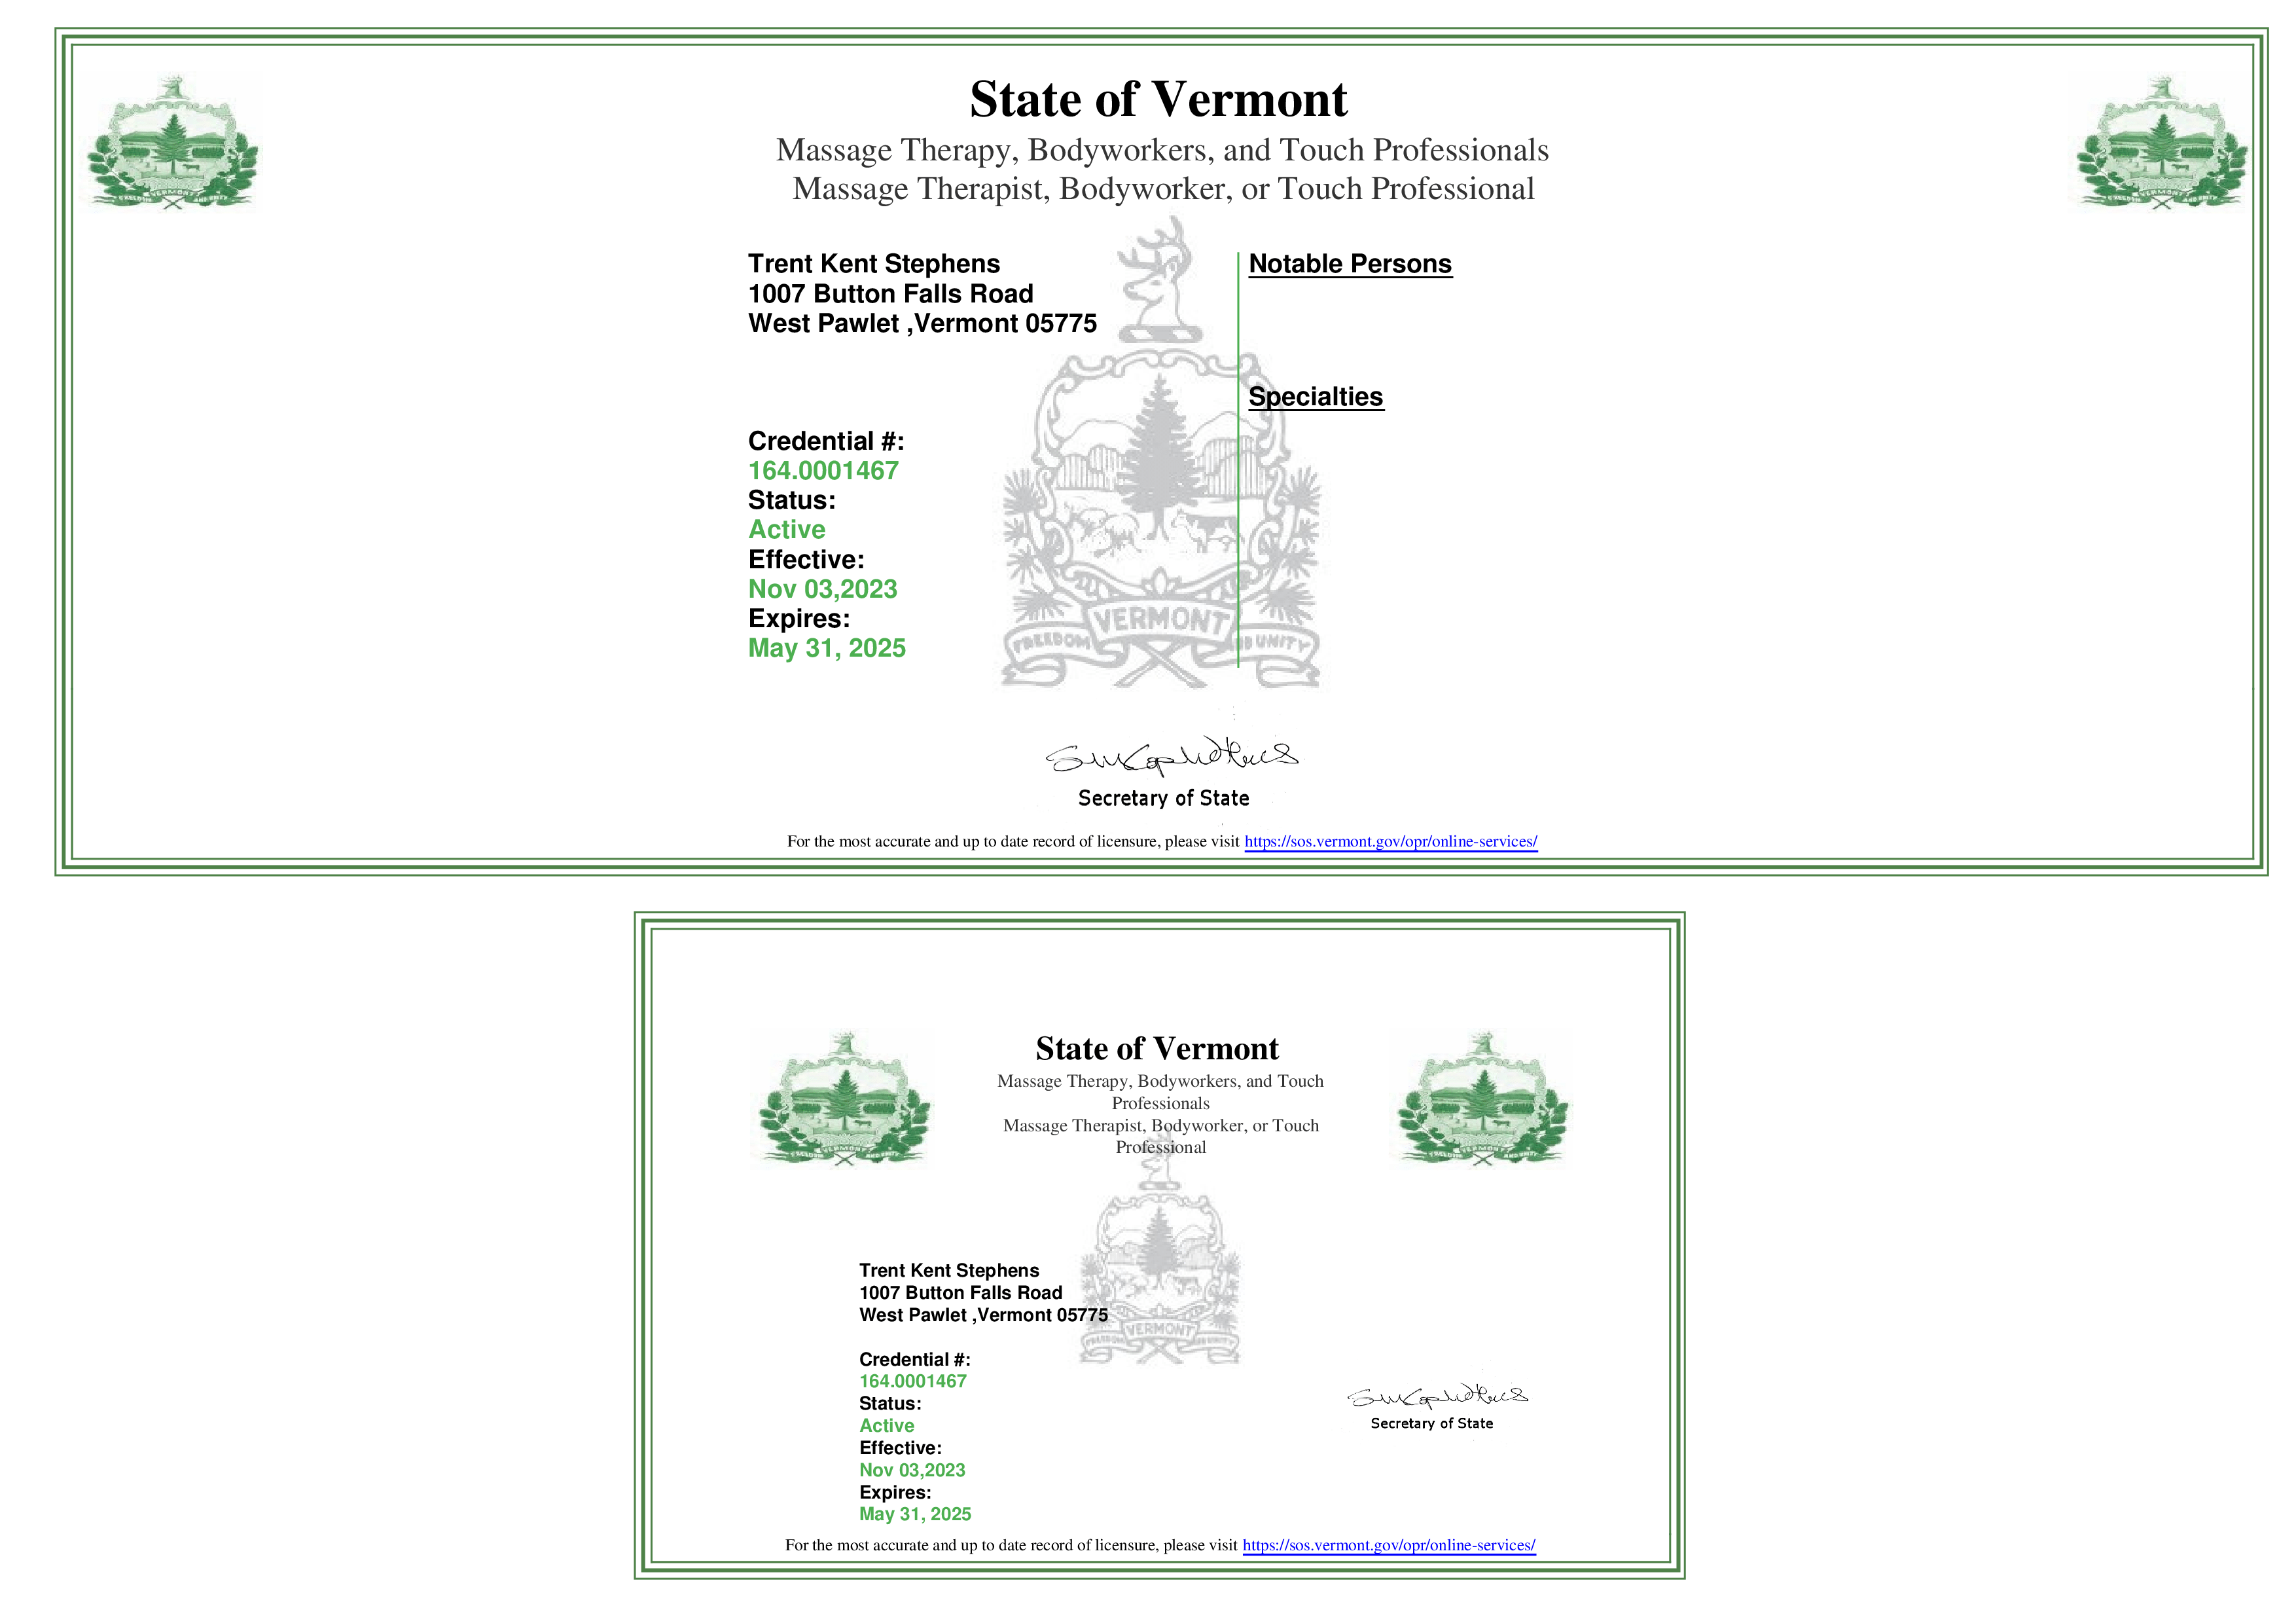 State of Vermont
Massage Therapy, Bodyworkers, and Touch Professionals
Massage Therapist, Bodyworker, or Touch Professional
Trent Kent Stephens
1007 Button Falls Road
West Pawlet ,Vermont 05775
Credential #:
164.0001467
Status:
Active
Effective:
Nov 03,2023
Expires:
May 31, 2025
Notable Persons
Specialties
VERMONT
FREEDOM
UNITY
Secretary of State
For the most accurate and up to date record of licensure, please visit https://sos.vermont.gov/opr/online-services/
State of Vermont
Massage Therapy, Bodyworkers, and Touch
Professionals
Massage Therapist, Bodyworker, or Touch
Professional
Trent Kent Stephens
1007 Button Falls Road
West Pawlet ,Vermont 05775
VERMONT
Credential #:
164.0001467
Status:
Active
Effective:
Nov 03,2023
Expires:
May 31, 2025
Secretary of State
For the most accurate and up to date record of licensure, please visit https://sos.vermont.gov/opr/online-services/